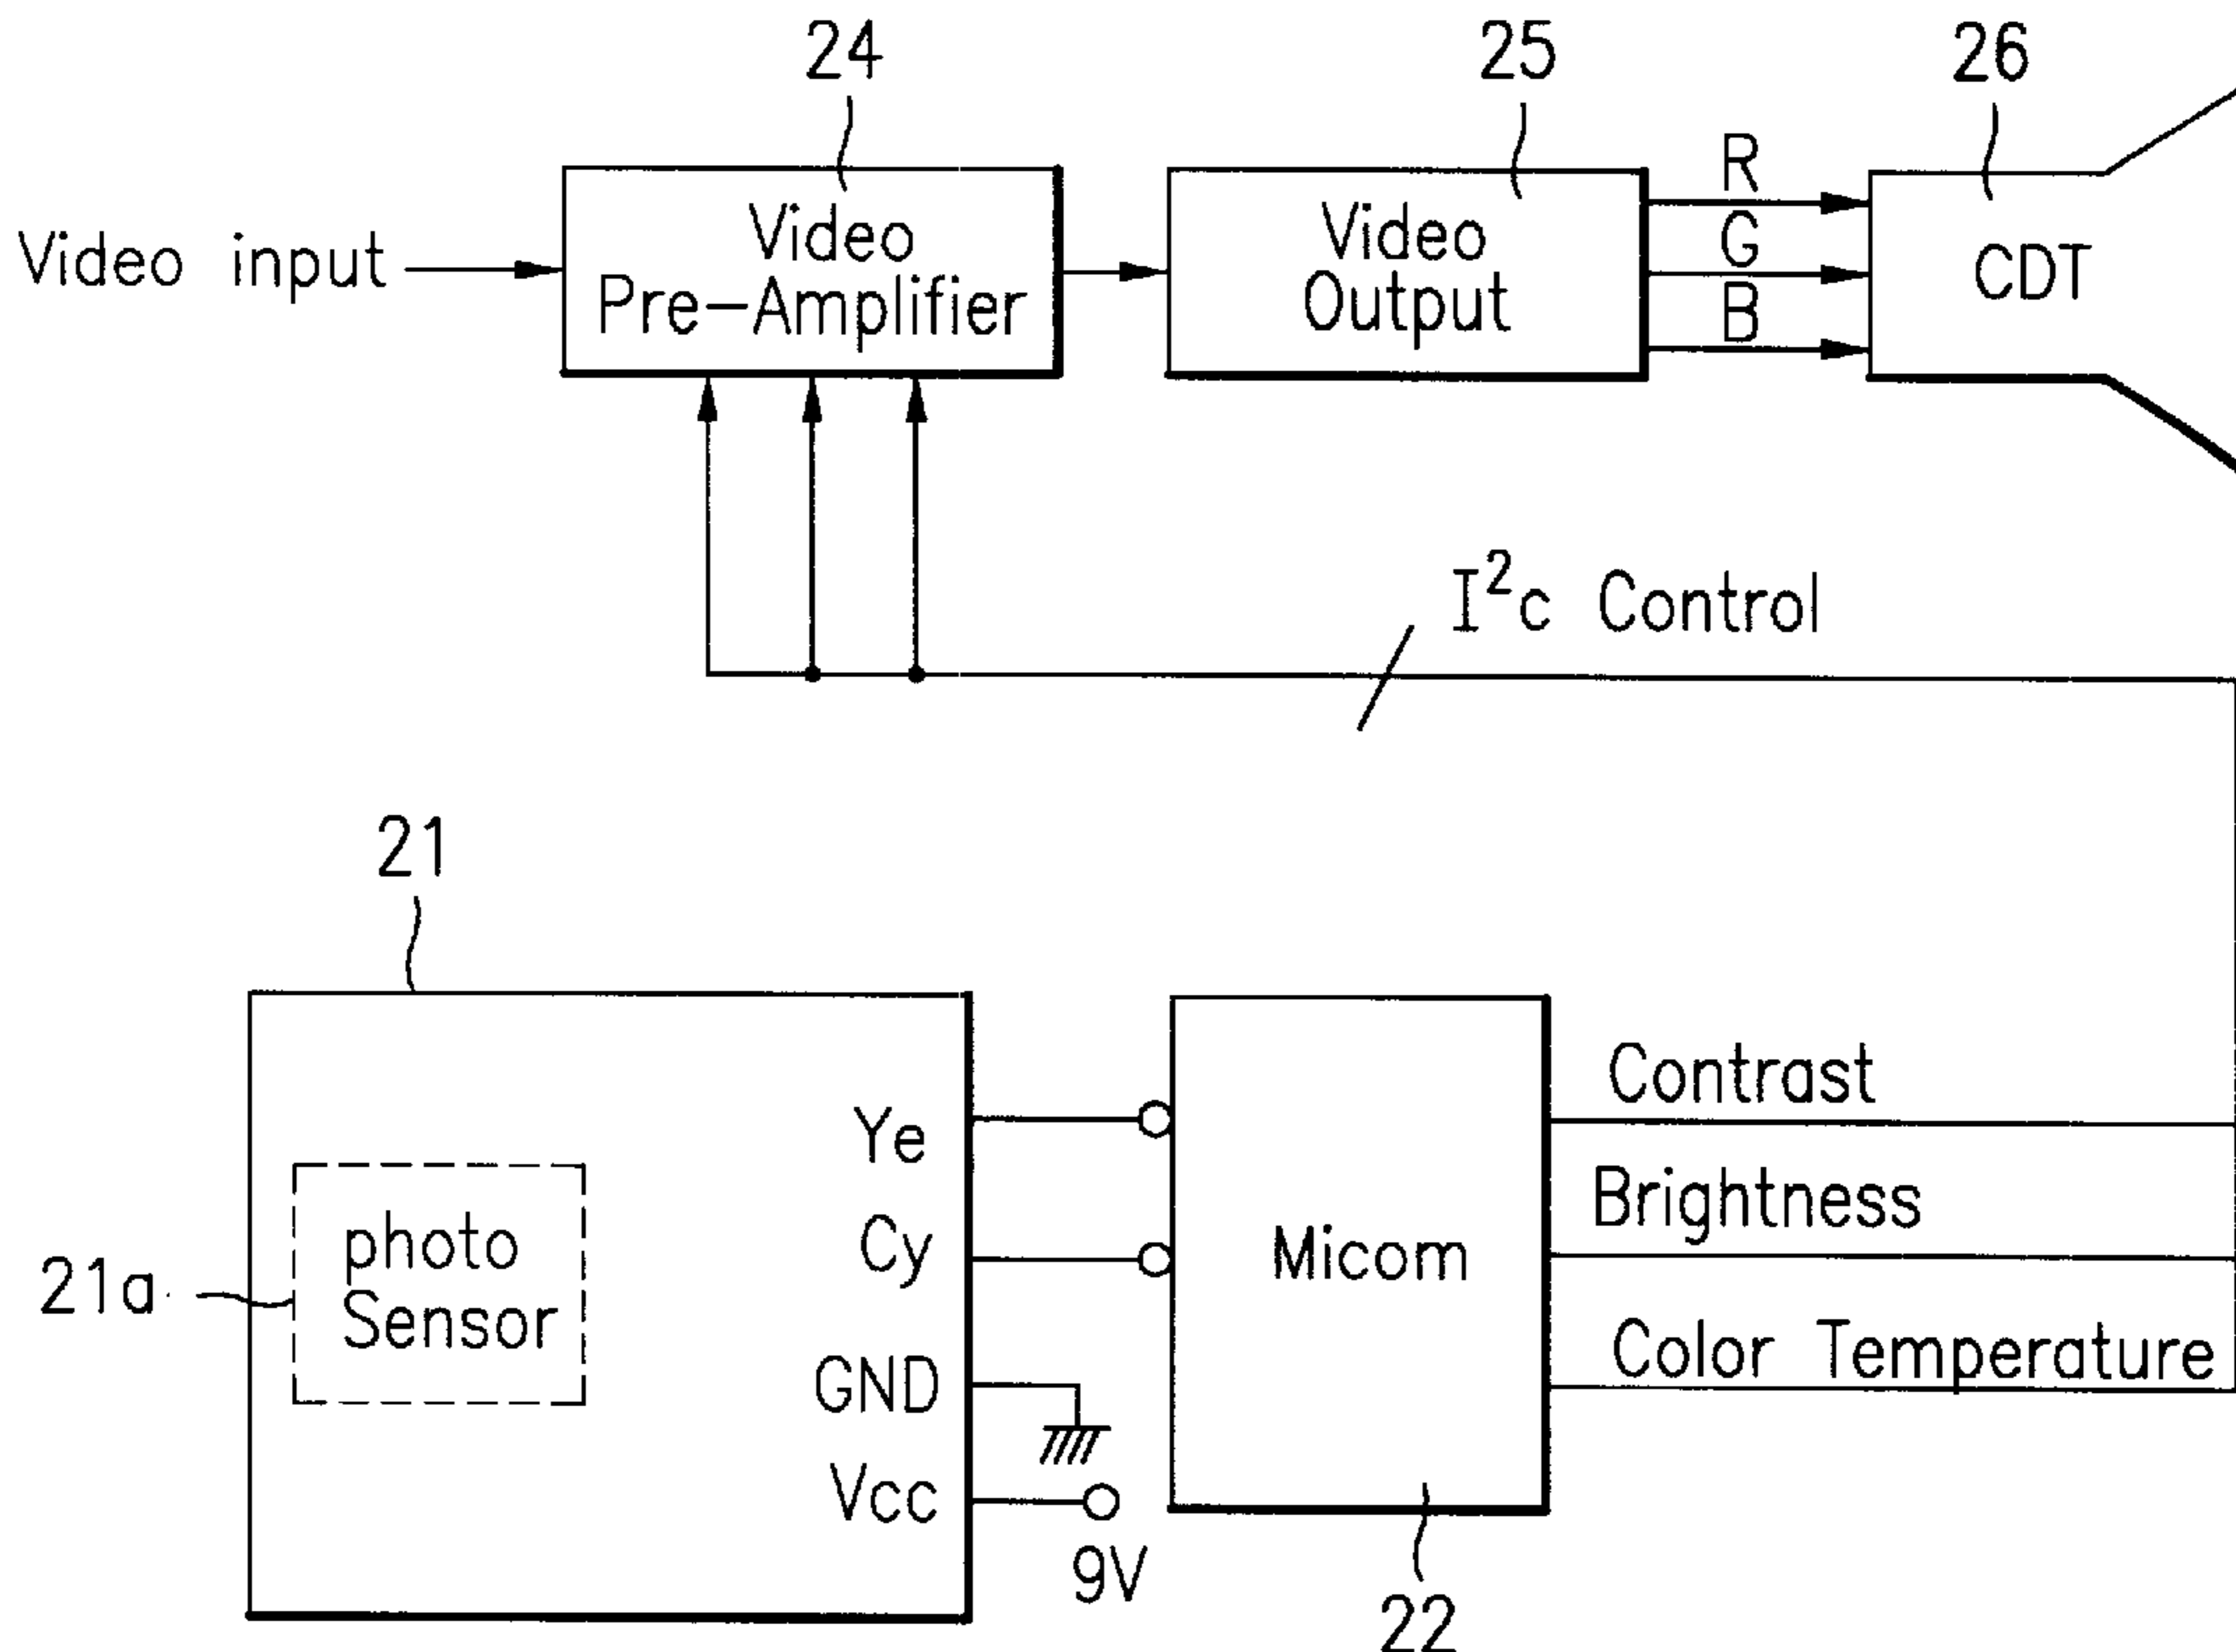 24
25
26
Video input
Video
Pre-Amplifier
Video
Output
R
G
B
CDT
I²c Control
21
Ye
Cy
GND
Vcc
9V
photo
Sensor
21a
Micom
22
Contrast
Brightness
Color Temperature